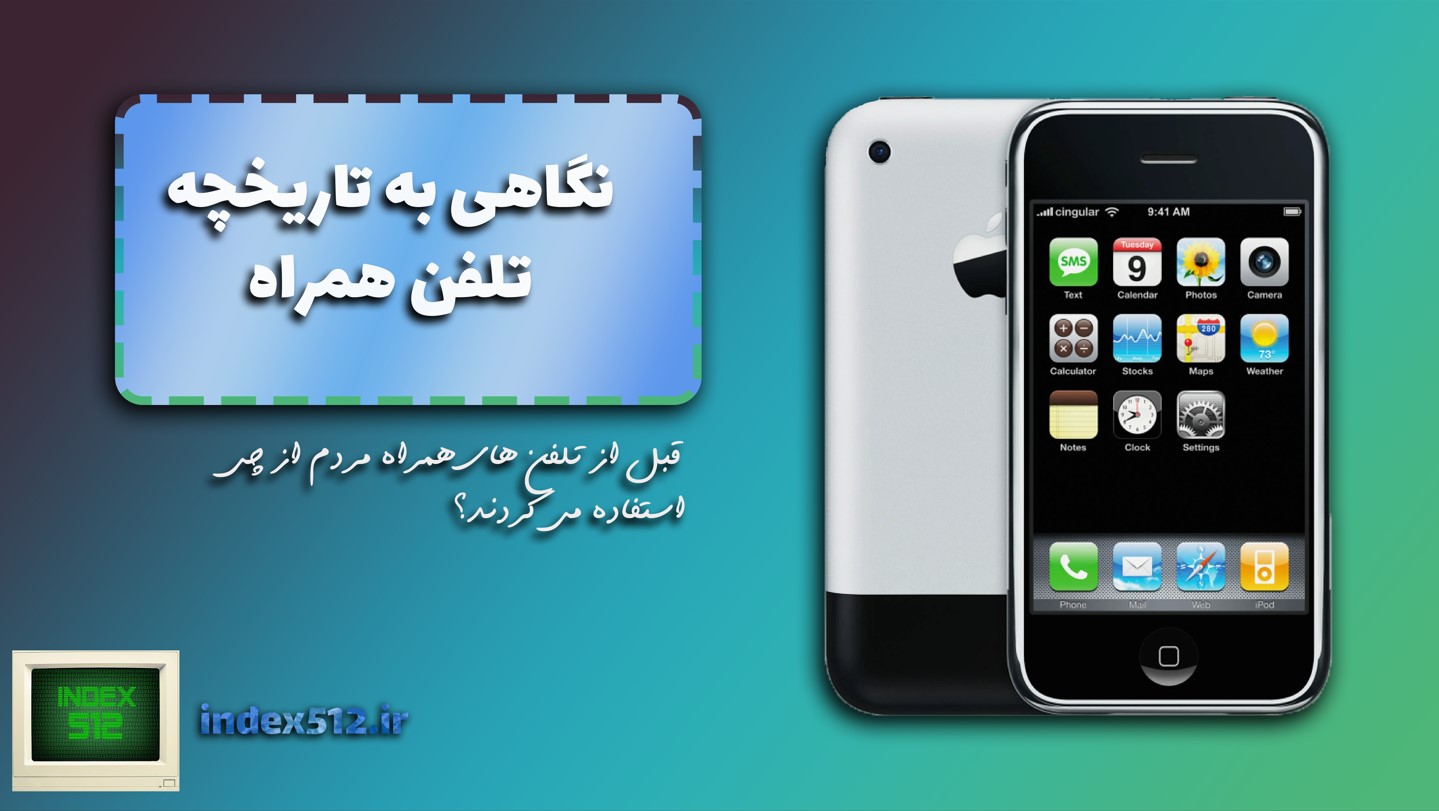 نگاهی به تاریخچه
تلفن همراه
قبل از تلفن های همراه مردم از چی
استفاده می کردند؟
INDEX
512
index512.ir
cingular 9:41 AM
Tuesday
SMS 9 280 73°
Text Calendar Photos Camera
Calculator Stocks Maps Weather
Notes Clock Settings
Phone Mail Web iPod